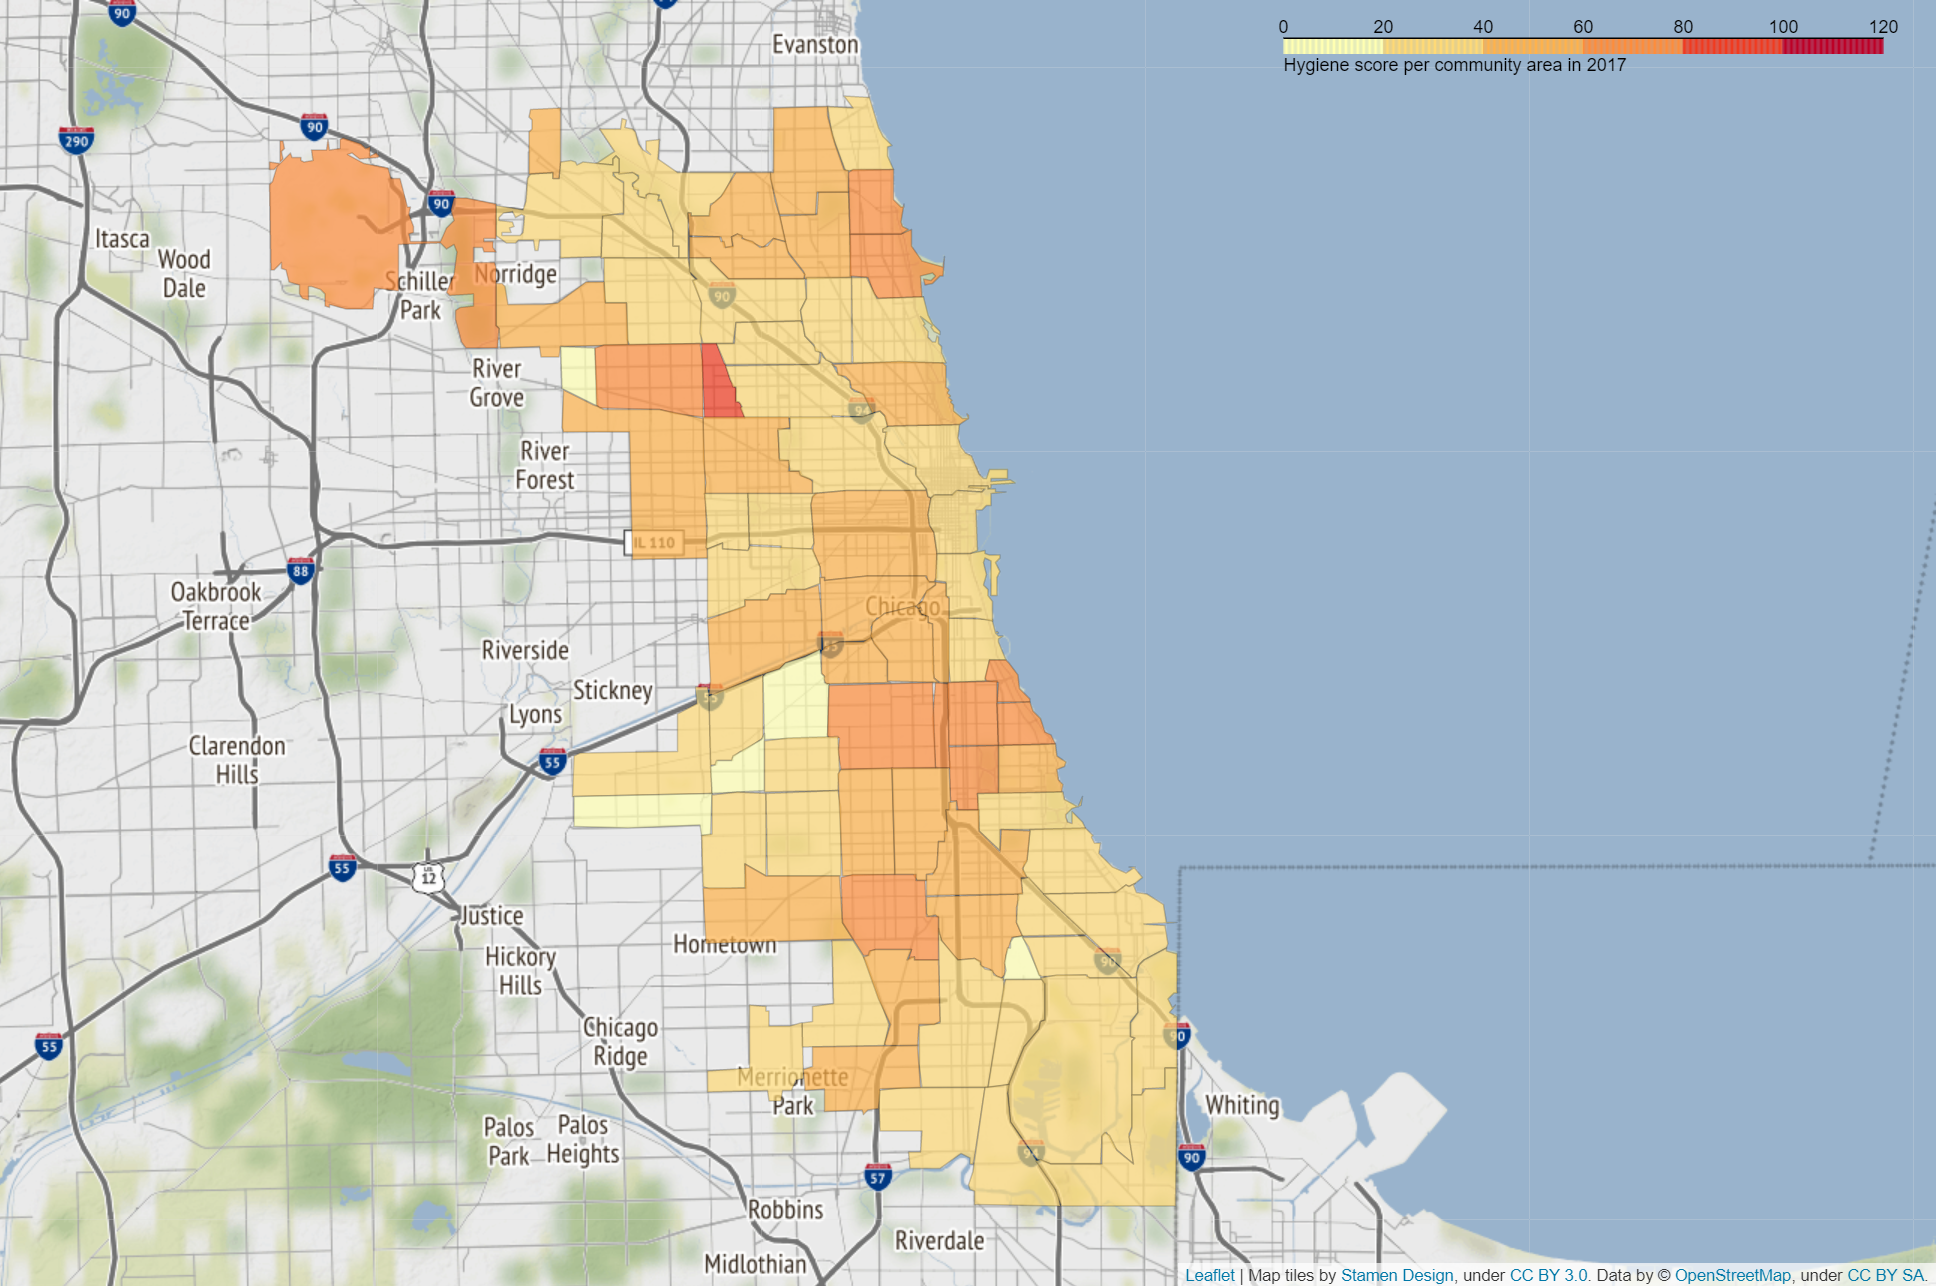 90
Evanston
0 20 40 60 80 100 120
Hygiene score per community area in 2017
90
290
90
Itasca
Wood
Dale
Schiller
Park
Norridge
90
River
Grove
94
River
Forest
IL 110
88
Oakbrook
Terrace
Chicago
Riverside
55
Stickney
55
Lyons
Clarendon
Hills
55
55
US
12
Justice
Hometown
Hickory
Hills
90
Chicago
Ridge
55
90
Merrionette
Park
Whiting
Palos
Park
Palos
Heights
94
90
57
Robbins
Riverdale
Midlothian
Leaflet | Map tiles by Stamen Design, under CC BY 3.0. Data by © OpenStreetMap, under CC BY SA.